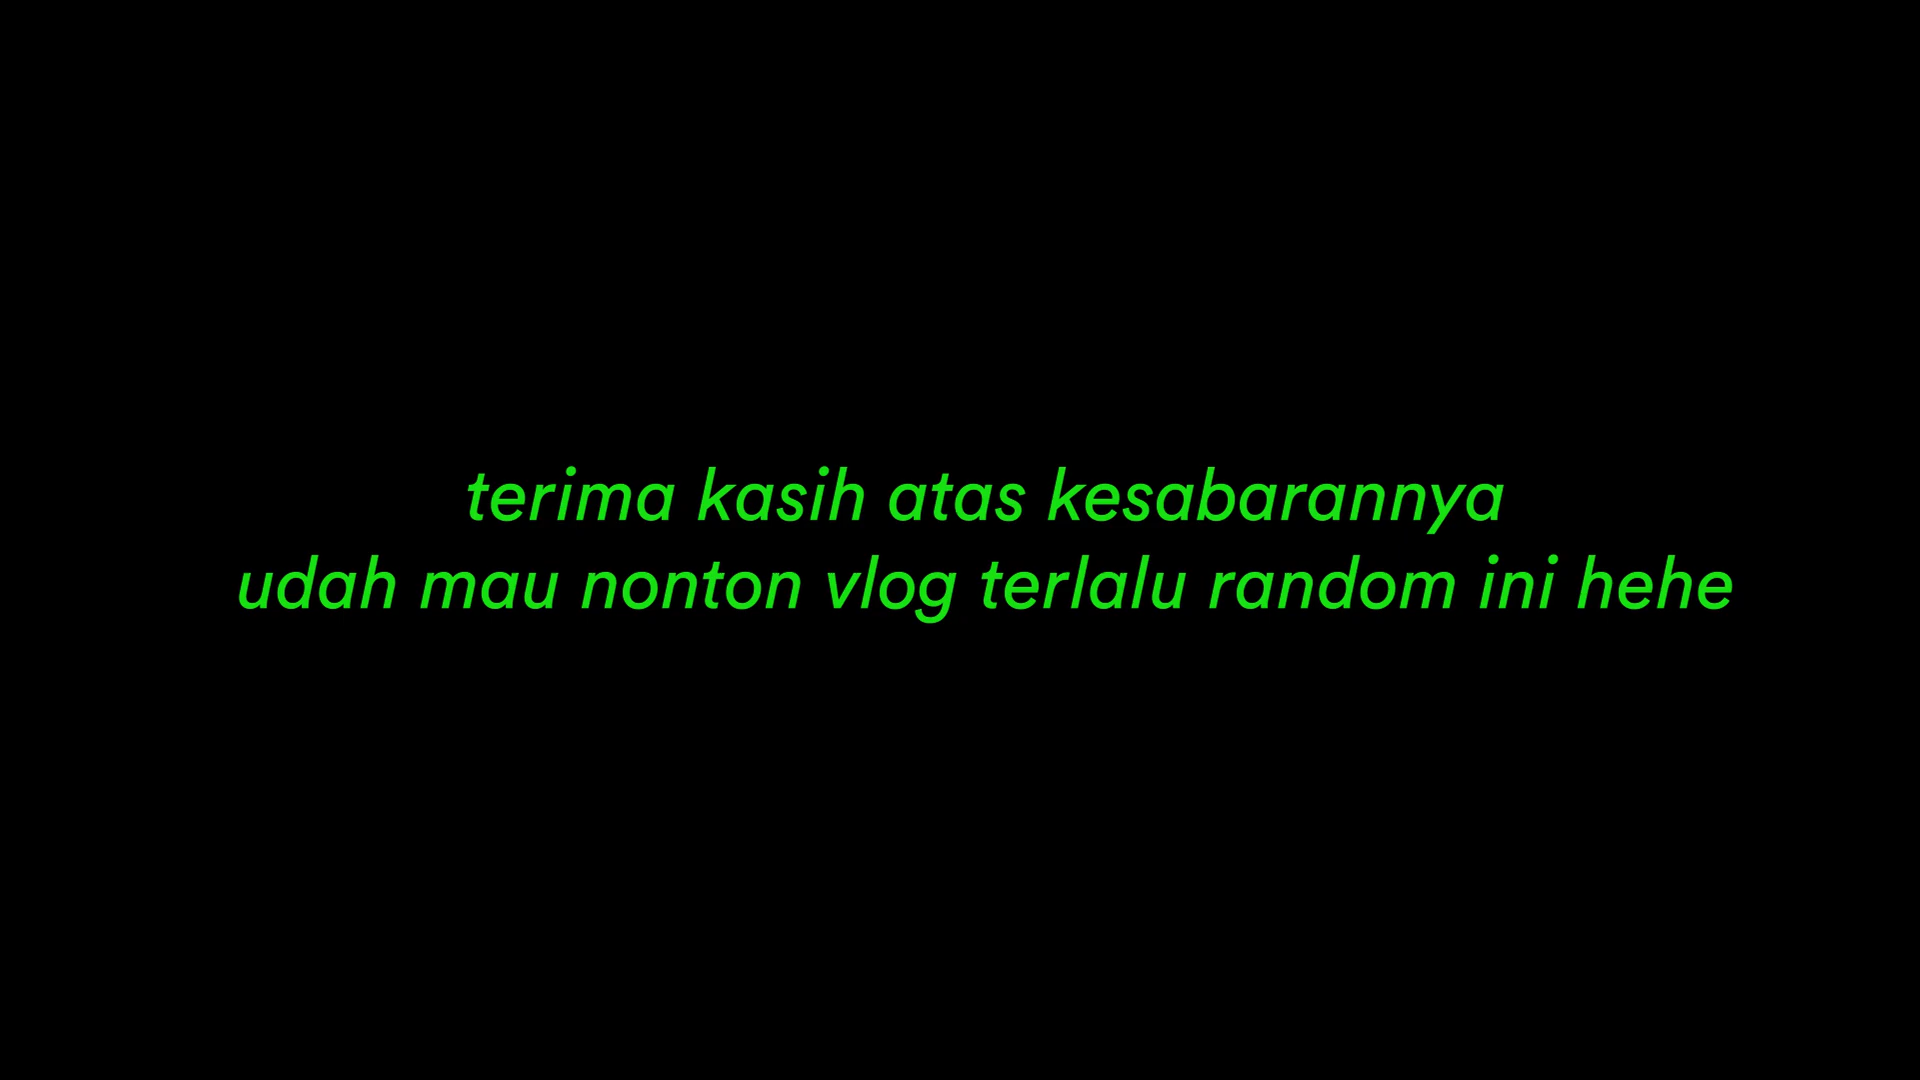 terima kasih atas kesabarannya
udah mau nonton vlog terlalu random ini hehe